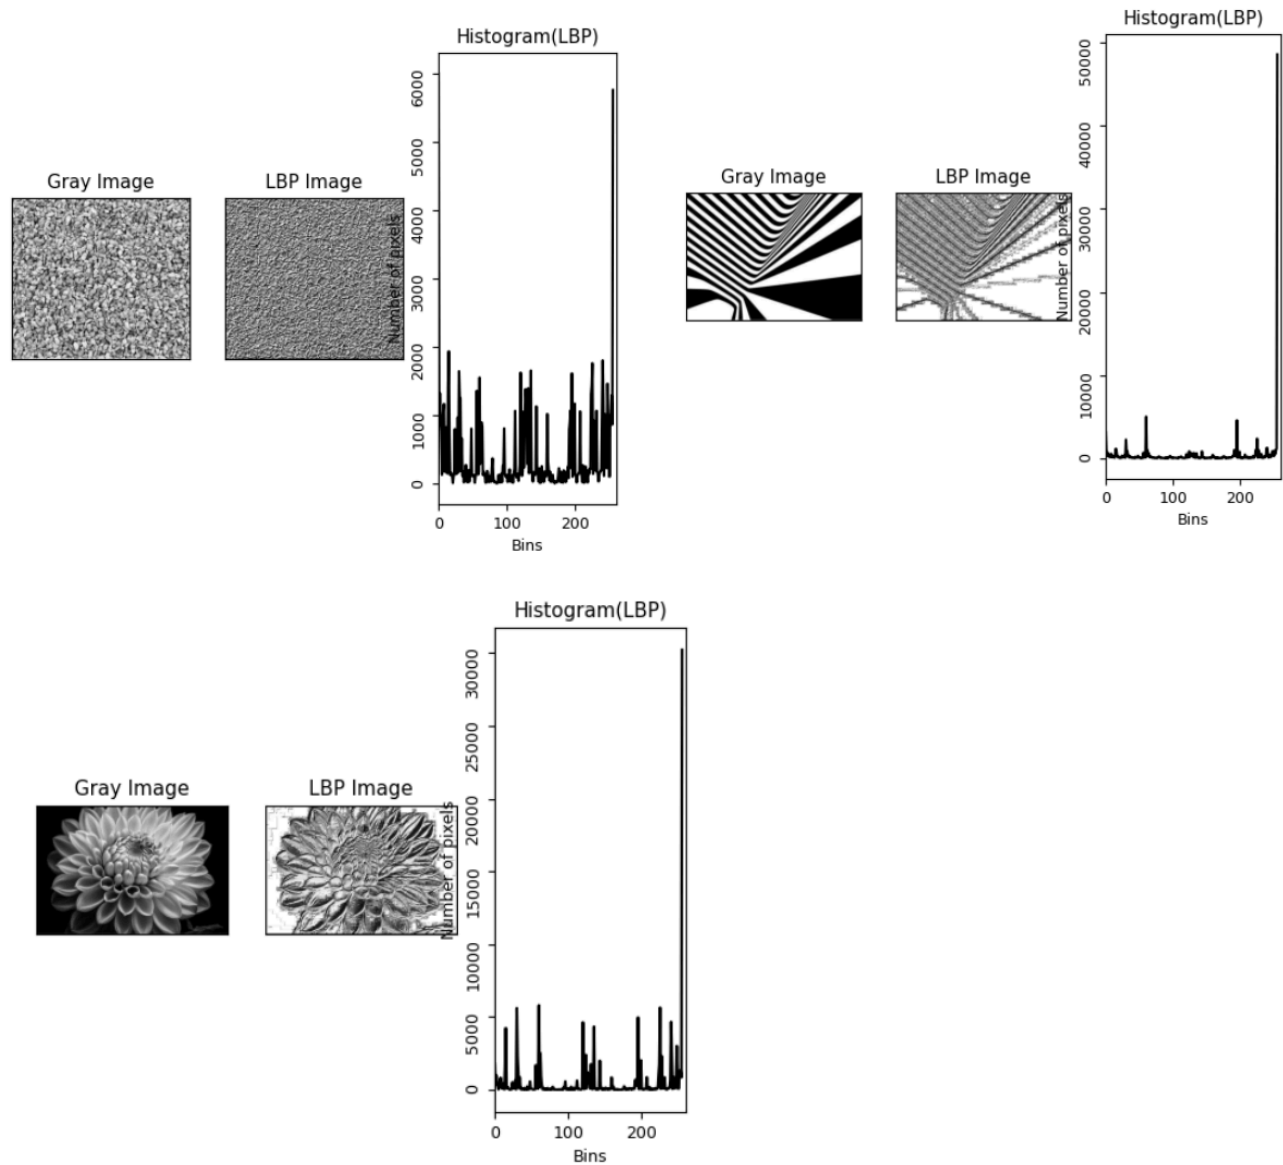 Histogram(LBP)
Gray Image
LBP Image
Number of pixels
6000
5000
4000
3000
2000
1000
0
0 100 200
Bins
Histogram(LBP)
Gray Image
LBP Image
Number of pixels
50000
40000
30000
20000
10000
0
0 100 200
Bins
Histogram(LBP)
Gray Image
LBP Image
Number of pixels
30000
25000
20000
15000
10000
5000
0
0 100 200
Bins